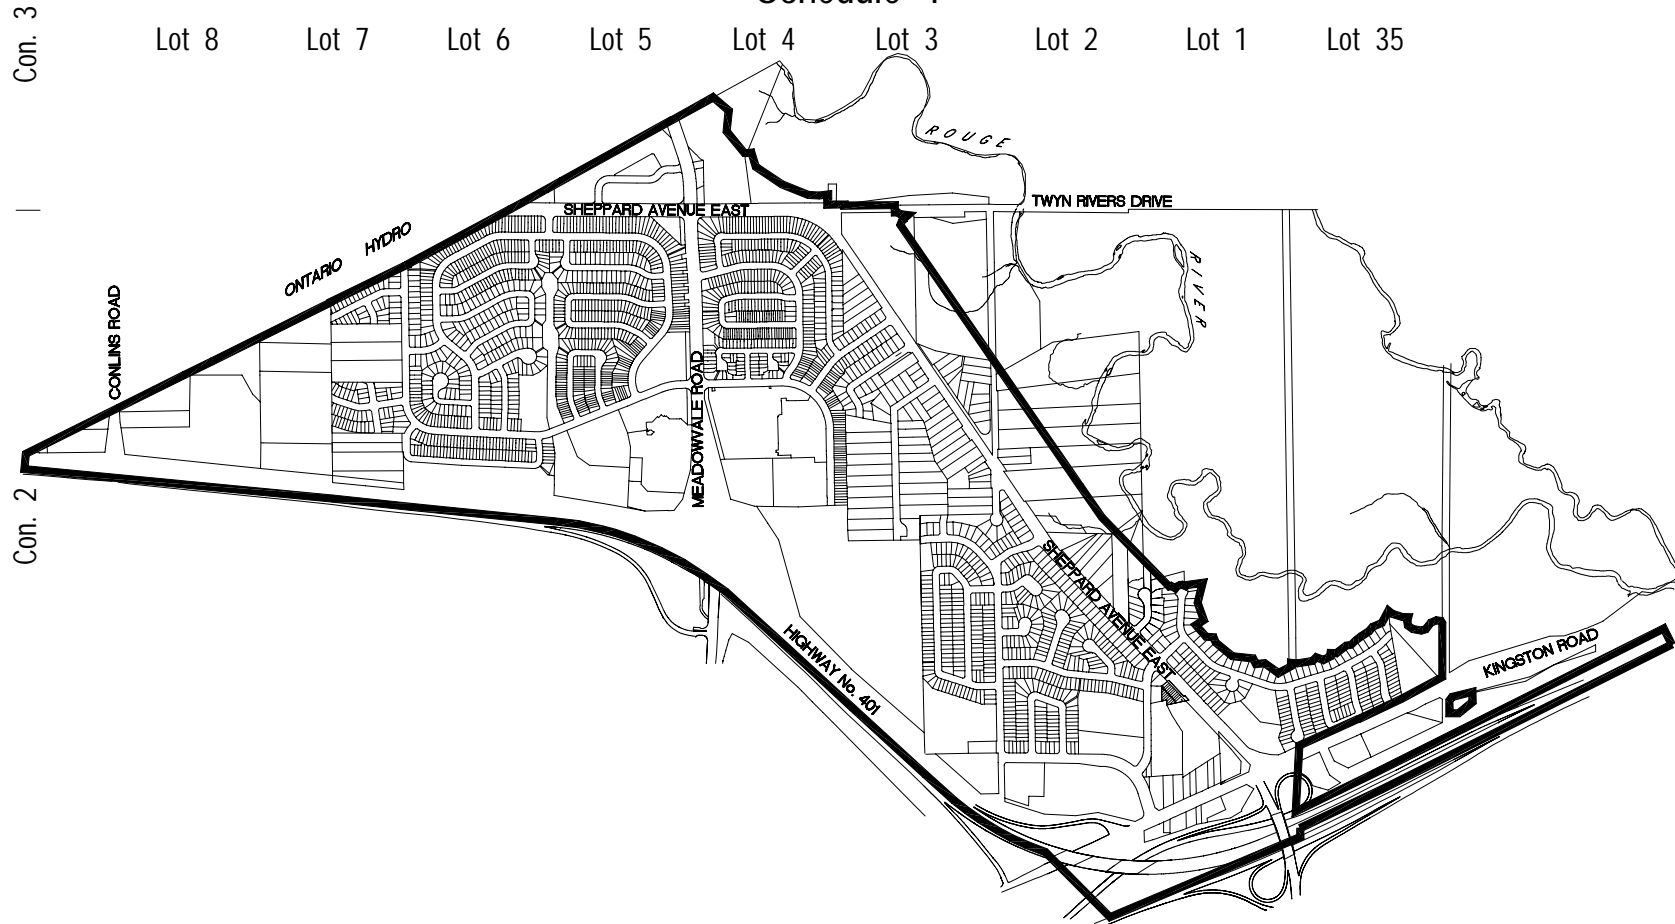 Con. 3
Lot 8 Lot 7 Lot 6 Lot 5 Lot 4 Lot 3 Lot 2 Lot 1 Lot 35
ROUGE
TWYN RIVERS DRIVE
SHEPPARD AVENUE EAST
ONTARIO HYDRO
RIVER
CONLINS ROAD
MEADOWVALE ROAD
Con. 2
SHEPPARD AVENUE EAST
HIGHWAY No. 401
KINGSTON ROAD